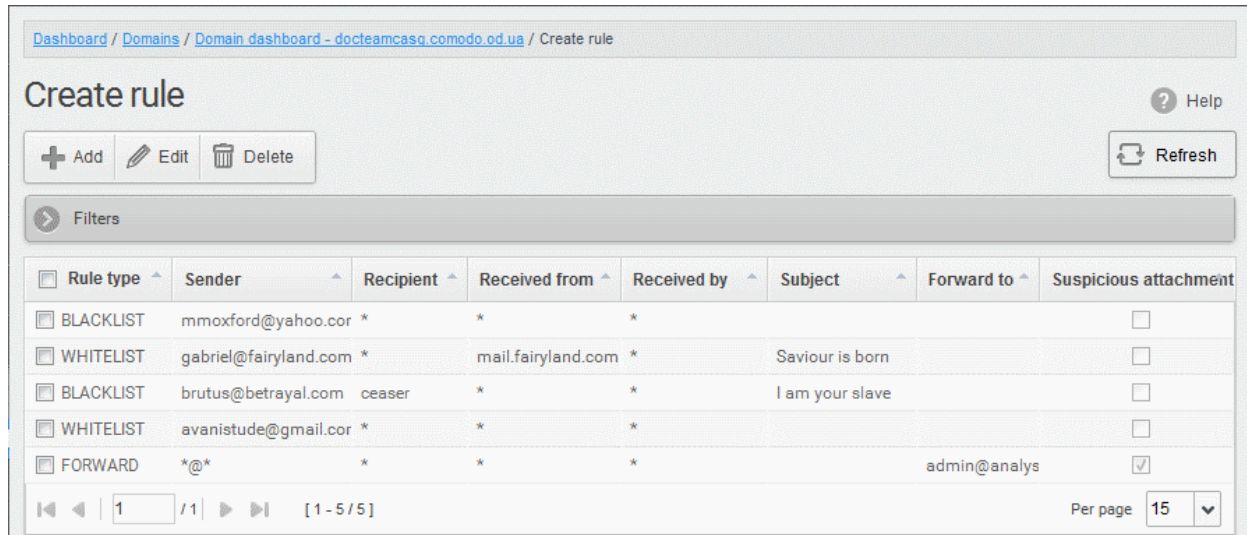 Dashboard / Domains / Domain dashboard - docteamcasg.comodo.od.ua / Create rule
Create rule
Help
Add Edit Delete
Refresh
Filters
Rule type Sender Recipient Received from Received by Subject Forward to Suspicious attachment
BLACKLIST mmoxford@yahoo.cor * * *
WHITELIST gabriel@fairyland.com * mail.fairyland.com * Saviour is born
BLACKLIST brutus@betrayal.com ceaser * * I am your slave
WHITELIST avanistude@gmail.cor * * *
FORWARD *@* * * * admin@analys
1 / 1 [ 1 - 5 / 5 ] Per page 15